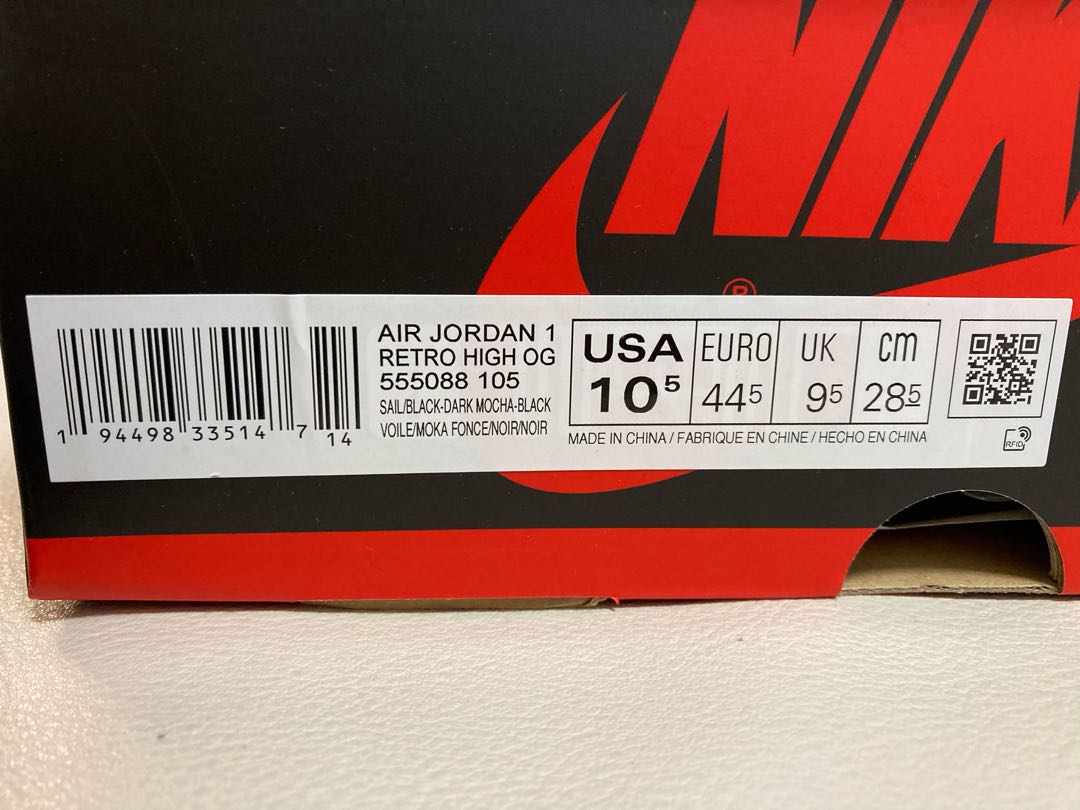 NIK
®
AIR JORDAN 1
RETRO HIGH OG
555088 105
SAIL/BLACK-DARK MOCHA-BLACK
VOILE/MOKA FONCE/NOIR/NOIR
1 94498 33514 7 14
USA EURO UK cm
10⁵ 44⁵ 9⁵ 28⁵
MADE IN CHINA / FABRIQUE EN CHINE / HECHO EN CHINA
RFID